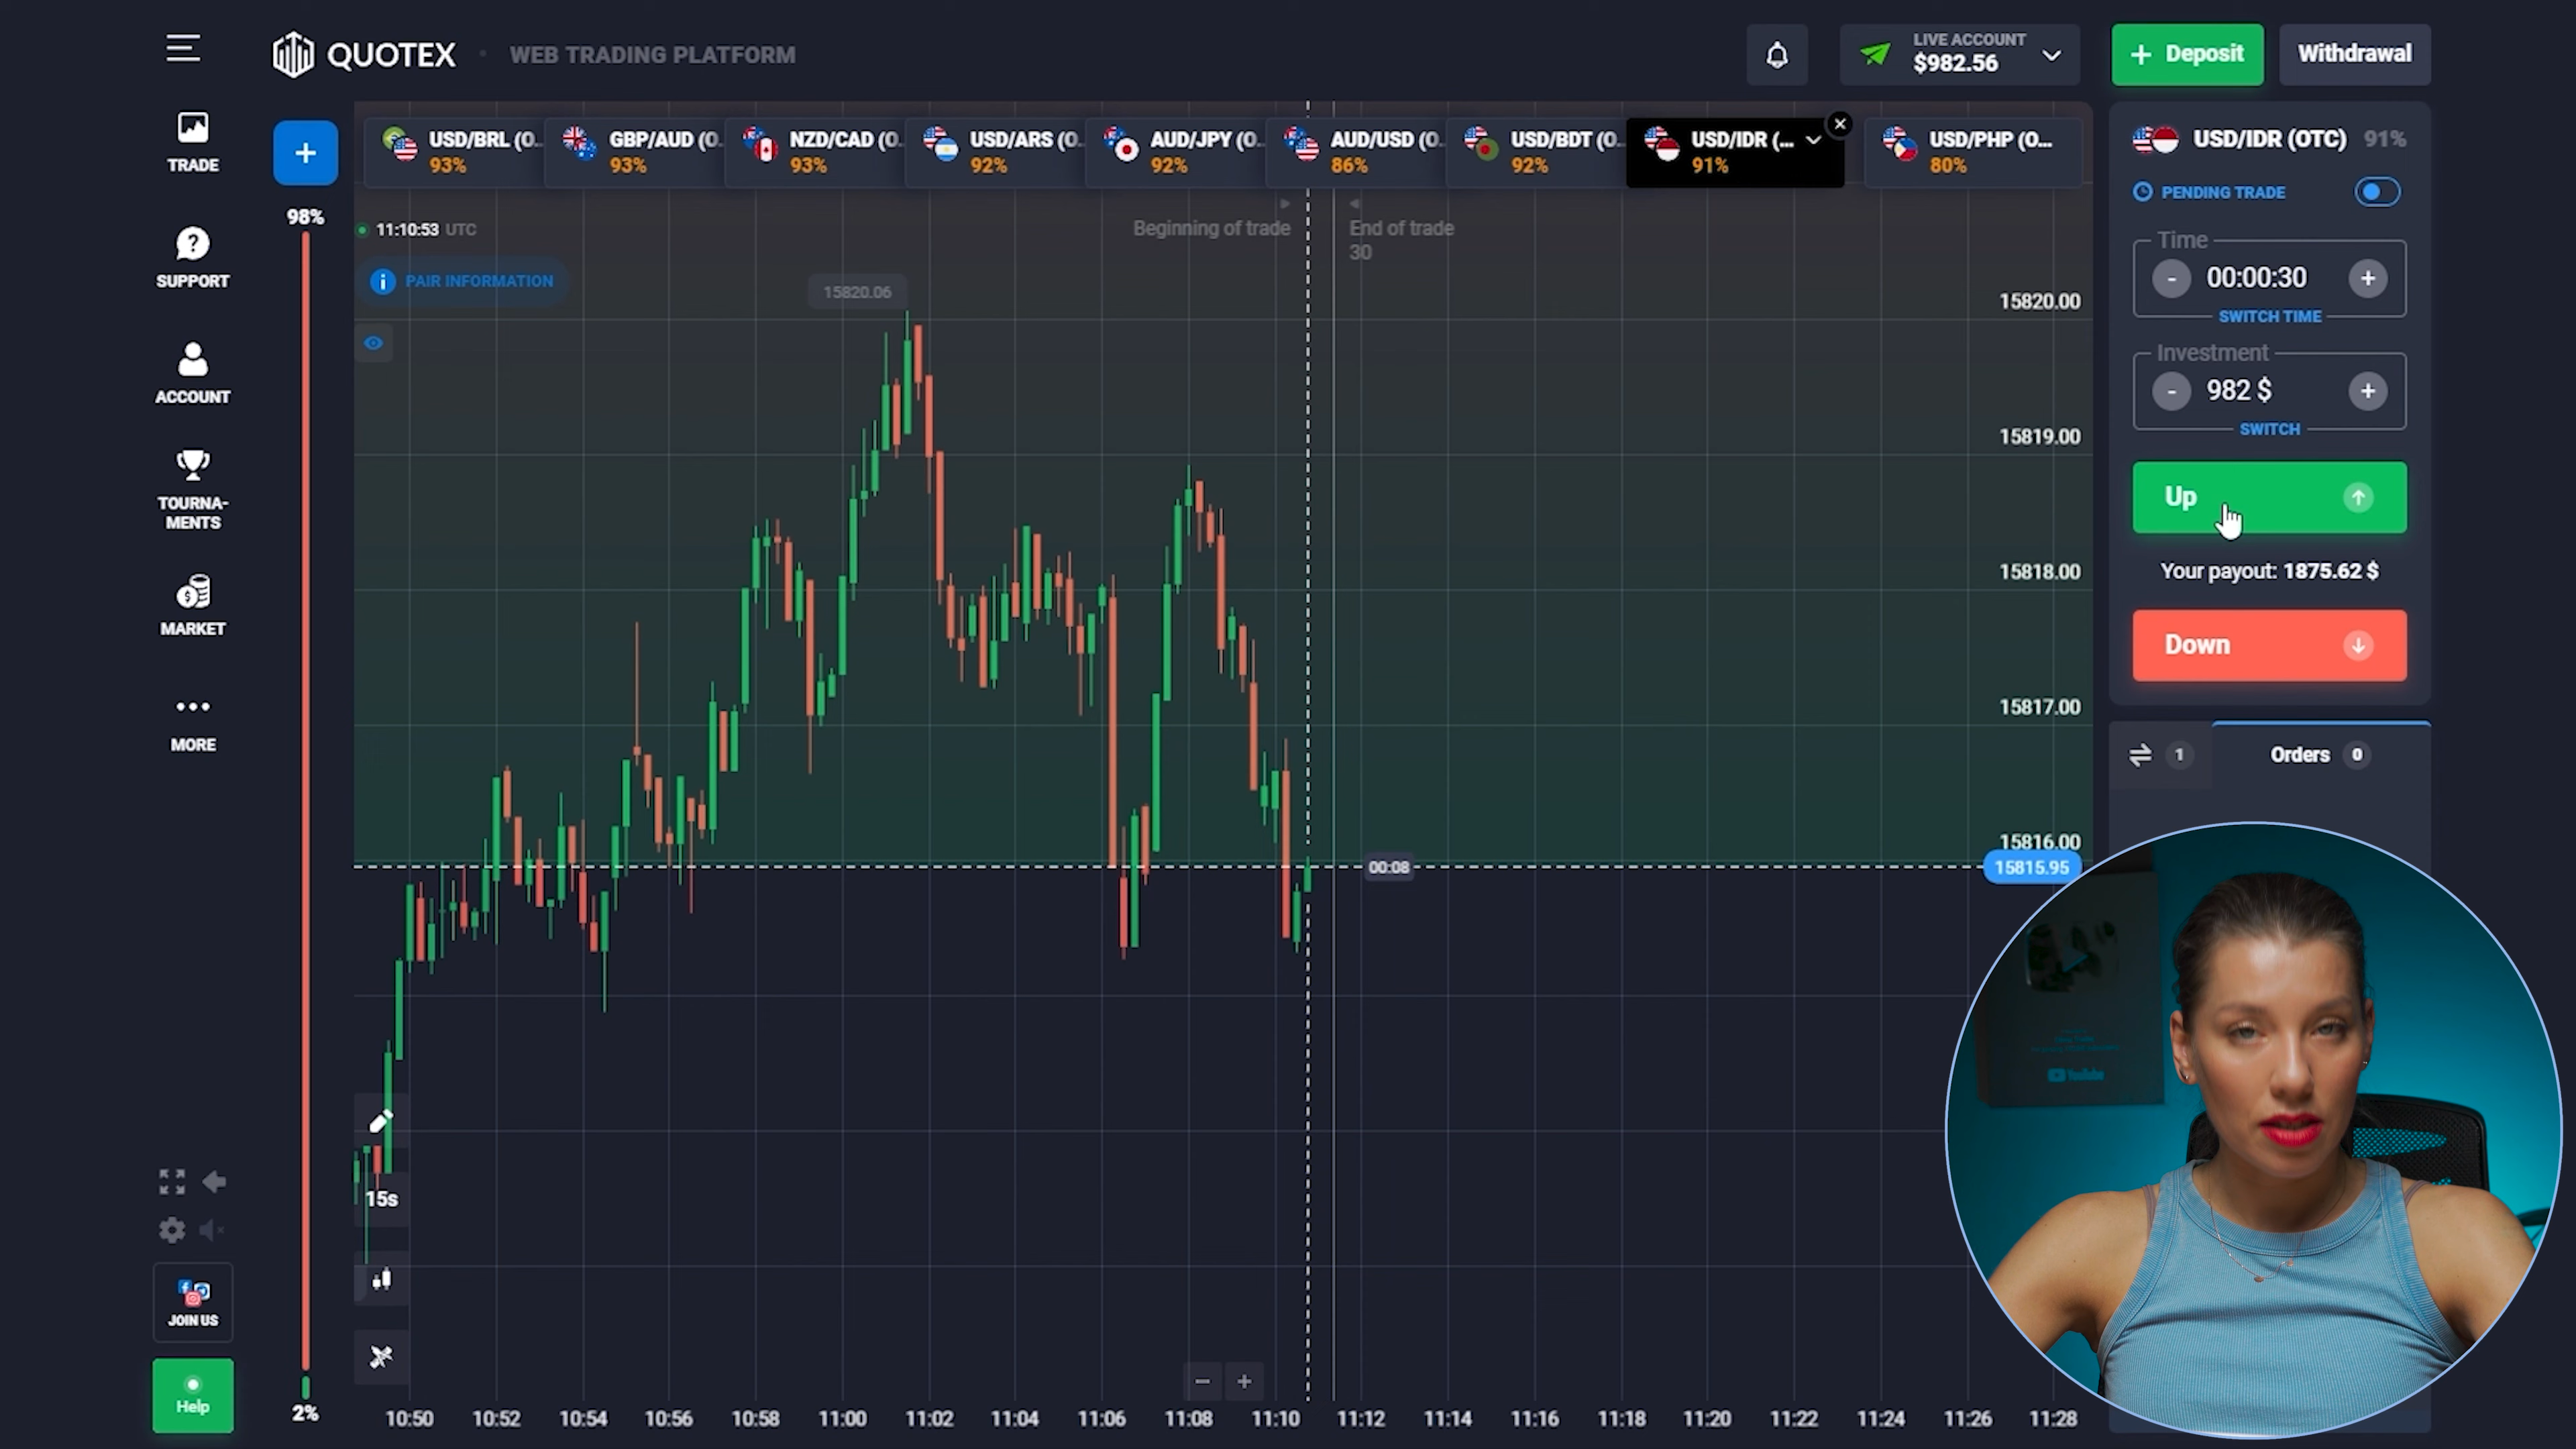 QUOTEX
WEB TRADING PLATFORM
LIVE ACCOUNT
$982.56
+ Deposit
Withdrawal
TRADE
SUPPORT
ACCOUNT
TOURNA-
MENTS
MARKET
MORE
JOIN US
Help
+
98%
2%
USD/BRL (O...
93%
GBP/AUD (O...
93%
NZD/CAD (O...
93%
USD/ARS (O...
92%
AUD/JPY (O...
92%
AUD/USD (O...
86%
USD/BDT (O...
92%
USD/IDR (...
91%
USD/PHP (O...
80%
11:10:53 UTC
PAIR INFORMATION
Beginning of trade
End of trade
30
15820.06
15820.00
15819.00
15818.00
15817.00
15816.00
15815.95
00:08
15s
10:50 10:52 10:54 10:56 10:58 11:00 11:02 11:04 11:06 11:08 11:10 11:12 11:14 11:16 11:18 11:20 11:22 11:24 11:26 11:28
USD/IDR (OTC) 91%
PENDING TRADE
Time
- 00:00:30 +
SWITCH TIME
Investment
- 982 $ +
SWITCH
Up
Your payout: 1875.62 $
Down
1
Orders 0
YouTube